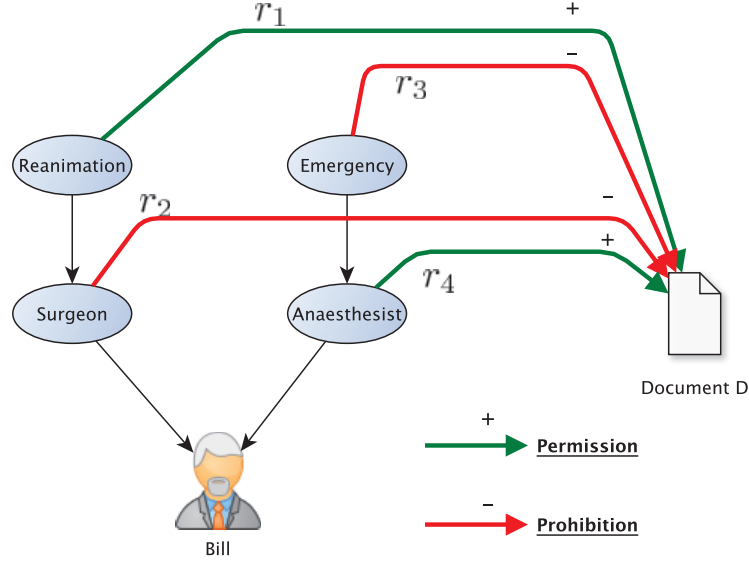 r1
+
−
r3
Reanimation
Emergency
r2
−
+
r4
Surgeon
Anaesthesist
Document D
+
Permission
−
Prohibition
Bill